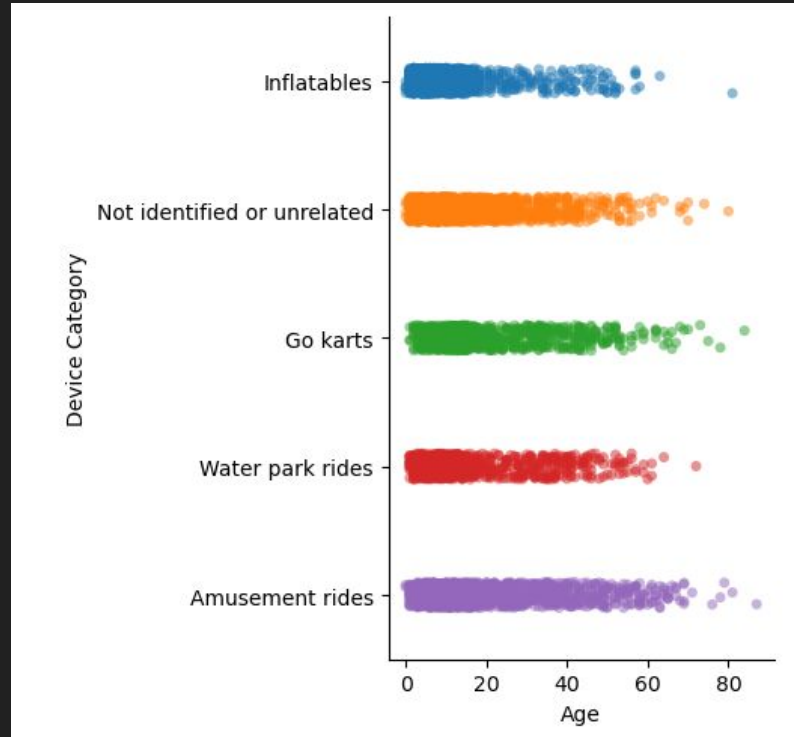 Inflatables
Not identified or unrelated
Go karts
Water park rides
Amusement rides
Device Category
0 20 40 60 80
Age